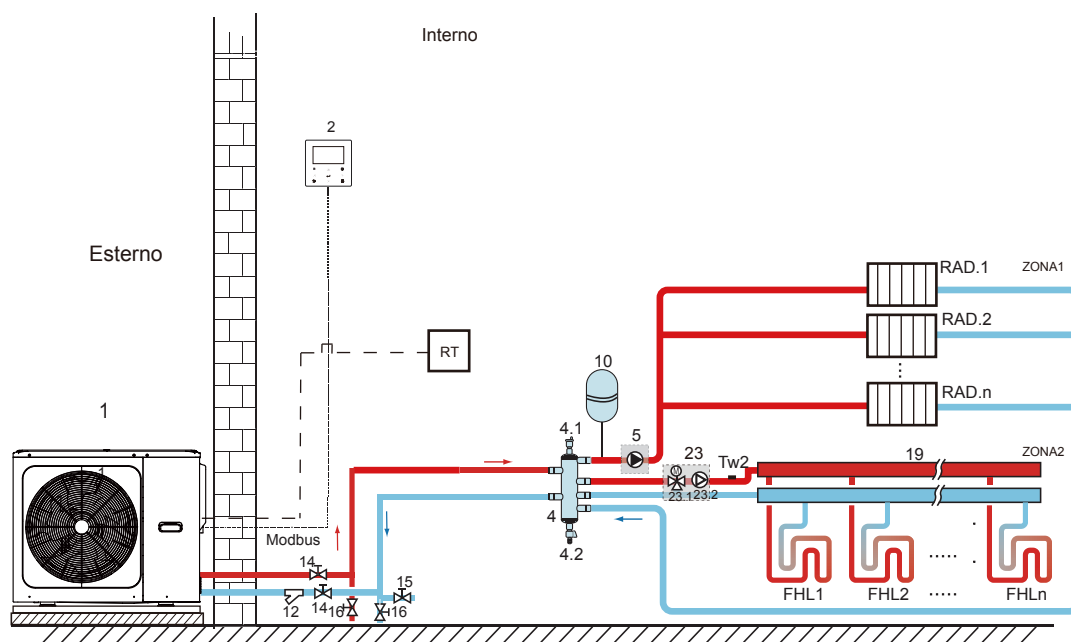 Interno
2
Esterno
RAD.1
ZONA1
RAD.2
RT
10
RAD.n
1
4.1
5
23
Tw2
19
ZONA2
M
23.1
23.2
1
4
4.2
Modbus
14
15
12
14
16
16
FHL1
FHL2
FHLn